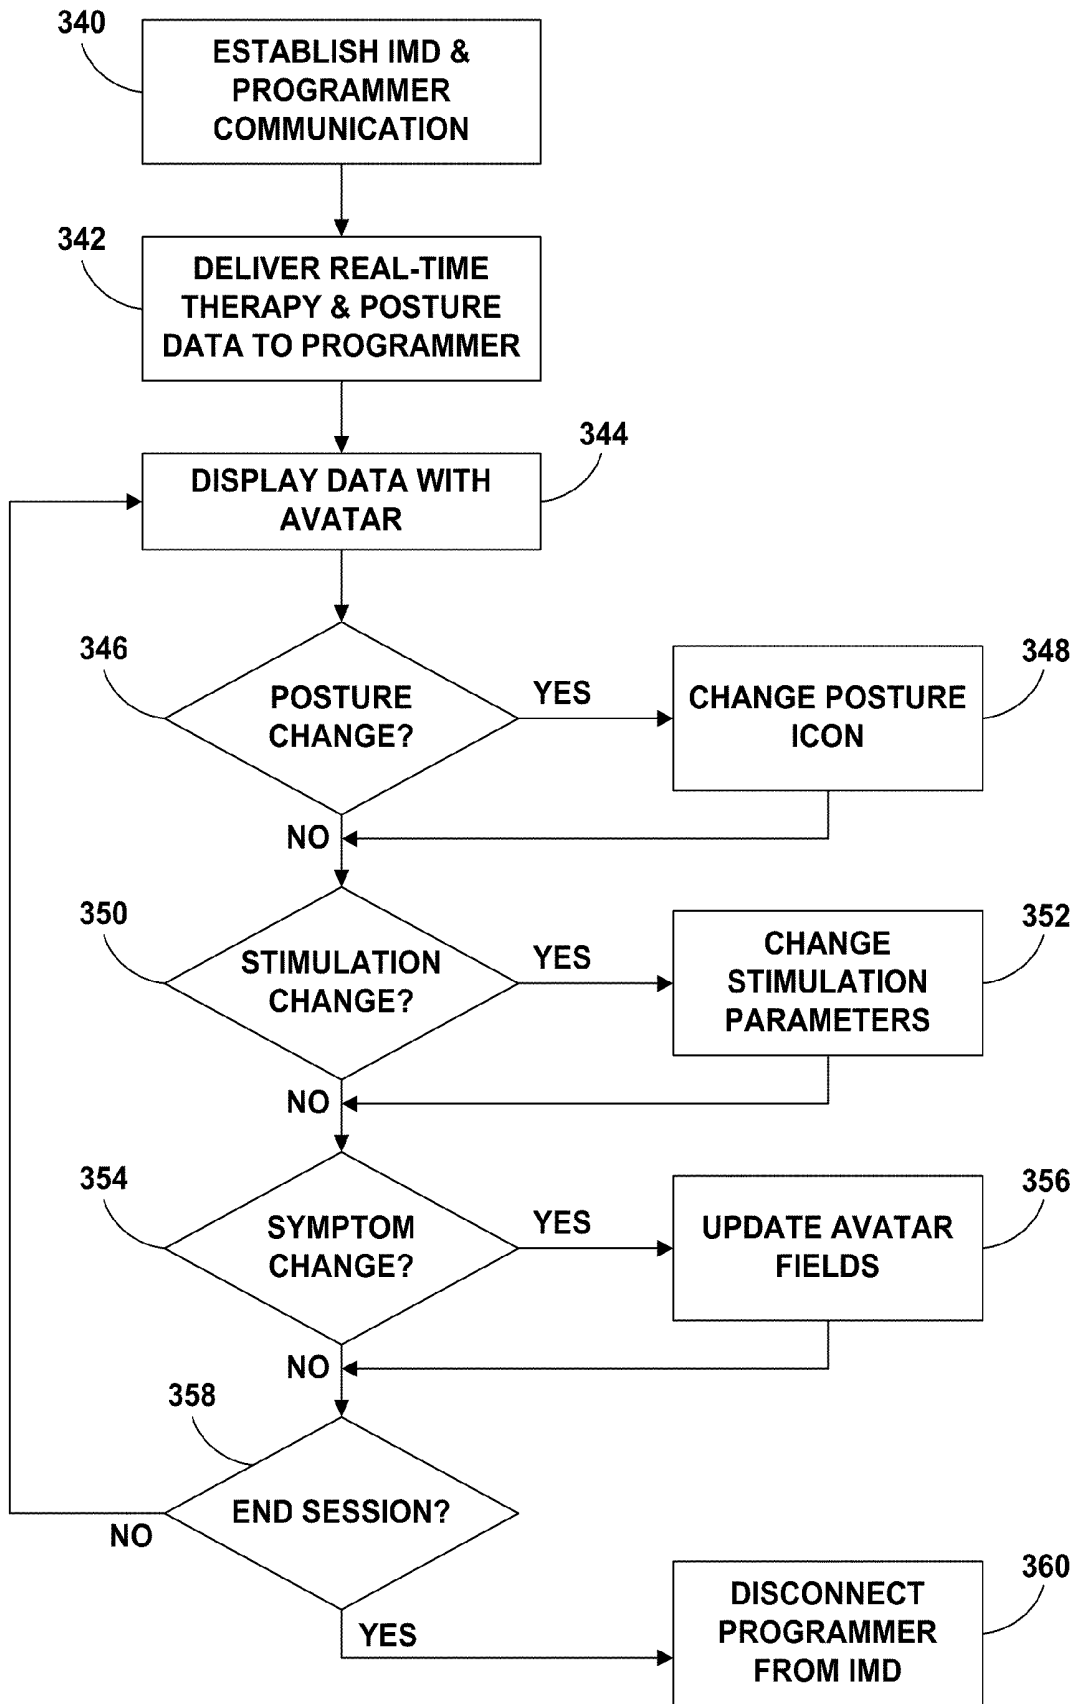 340
ESTABLISH IMD &
PROGRAMMER
COMMUNICATION
342
DELIVER REAL-TIME
THERAPY & POSTURE
DATA TO PROGRAMMER
344
DISPLAY DATA WITH
AVATAR
346
POSTURE
CHANGE?
YES
348
CHANGE POSTURE
ICON
NO
350
STIMULATION
CHANGE?
YES
352
CHANGE
STIMULATION
PARAMETERS
NO
354
SYMPTOM
CHANGE?
YES
356
UPDATE AVATAR
FIELDS
NO
358
END SESSION?
NO
YES
360
DISCONNECT
PROGRAMMER
FROM IMD